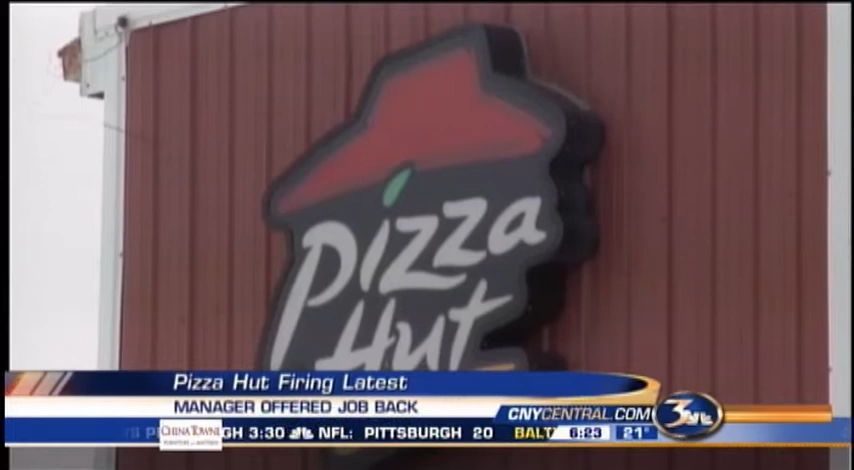 Pizza
Hut
Pizza Hut Firing Latest
MANAGER OFFERED JOB BACK
CNYCENTRAL.COM 3
CHINA TOWNE GH 3:30 NFL: PITTSBURGH 20 BALT 6:23 21°